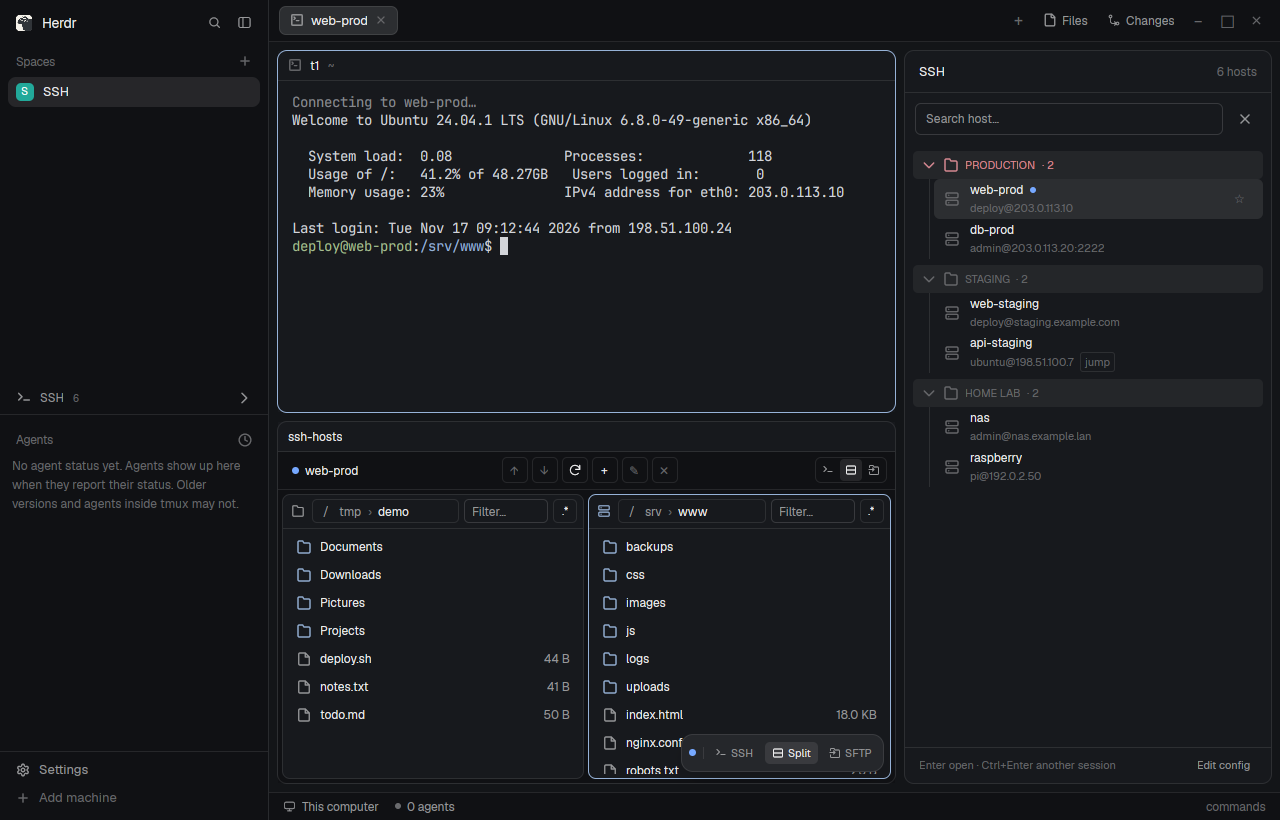 Herdr
Spaces
S SSH
SSH 6
Agents
No agent status yet. Agents show up here
when they report their status. Older
versions and agents inside tmux may not.
Settings
Add machine
web-prod
Files
Changes
t1 ~
Connecting to web-prod…
Welcome to Ubuntu 24.04.1 LTS (GNU/Linux 6.8.0-49-generic x86_64)
System load: 0.08 Processes: 118
Usage of /: 41.2% of 48.27GB Users logged in: 0
Memory usage: 23% IPv4 address for eth0: 203.0.113.10
Last login: Tue Nov 17 09:12:44 2026 from 198.51.100.24
deploy@web-prod:/srv/www$
ssh-hosts
web-prod
/ tmp › demo Filter… .*
Documents
Downloads
Pictures
Projects
deploy.sh 44 B
notes.txt 41 B
todo.md 50 B
/ srv › www Filter… .*
backups
css
images
js
logs
uploads
index.html 18.0 KB
nginx.conf
robots.txt
SSH Split SFTP
SSH 6 hosts
Search host…
PRODUCTION · 2
web-prod
deploy@203.0.113.10
db-prod
admin@203.0.113.20:2222
STAGING · 2
web-staging
deploy@staging.example.com
api-staging
ubuntu@198.51.100.7 jump
HOME LAB · 2
nas
admin@nas.example.lan
raspberry
pi@192.0.2.50
Enter open · Ctrl+Enter another session Edit config
This computer 0 agents commands